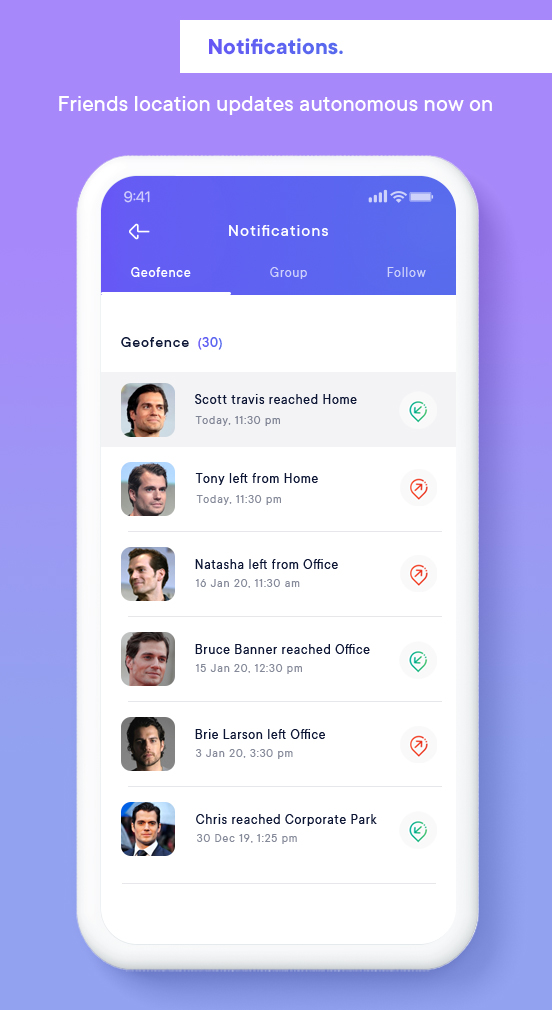 Notifications.
Friends location updates autonomous now on
9:41
Notifications
Geofence Group Follow
Geofence (30)
Scott travis reached Home
Today, 11:30 pm
Tony left from Home
Today, 11:30 pm
Natasha left from Office
16 Jan 20, 11:30 am
Bruce Banner reached Office
15 Jan 20, 12:30 pm
Brie Larson left Office
3 Jan 20, 3:30 pm
Chris reached Corporate Park
30 Dec 19, 1:25 pm